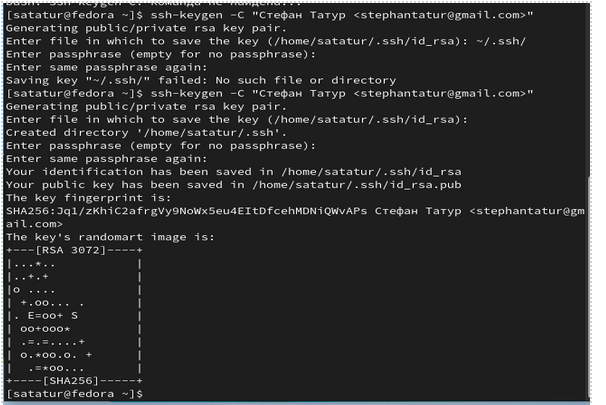 [satatur@fedora ~]$ ssh-keygen -C "Стефан Татур <stephantatur@gmail.com>"
Generating public/private rsa key pair.
Enter file in which to save the key (/home/satatur/.ssh/id_rsa): ~/.ssh/
Enter passphrase (empty for no passphrase):
Enter same passphrase again:
Saving key "~/.ssh/" failed: No such file or directory
[satatur@fedora ~]$ ssh-keygen -C "Стефан Татур <stephantatur@gmail.com>"
Generating public/private rsa key pair.
Enter file in which to save the key (/home/satatur/.ssh/id_rsa):
Created directory '/home/satatur/.ssh'.
Enter passphrase (empty for no passphrase):
Enter same passphrase again:
Your identification has been saved in /home/satatur/.ssh/id_rsa
Your public key has been saved in /home/satatur/.ssh/id_rsa.pub
The key fingerprint is:
SHA256:Jq1/zKhiC2afrgVy9NoWx5eu4EItDfcehMDNiQWvAPs Стефан Татур <stephantatur@gm
ail.com>
The key's randomart image is:
+---[RSA 3072]----+
|...*..           |
|..+.+            |
|o ....           |
| +.oo... .       |
|. E=oo+ S        |
| oo+ooo*         |
| .=.=....+       |
| o.*oo.o. +      |
|  .=*oo...       |
+----[SHA256]-----+
[satatur@fedora ~]$